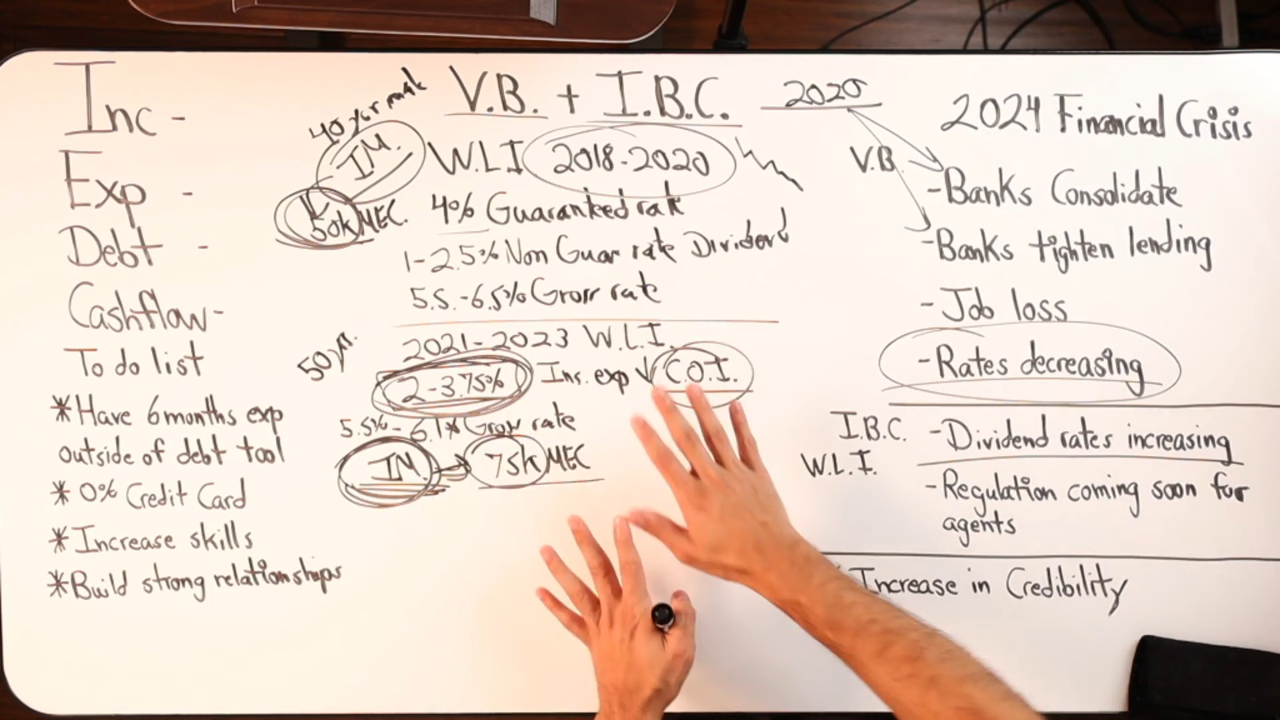 Inc -
Exp -
Debt -
Cashflow-
To do list
*Have 6 months exp
outside of debt tool
* 0% Credit Card
*Increase skills
*Build strong relationships
V.B. + I.B.C.
40 yr male
IM.
50k MEC.
W.L.I 2018-2020
4% Guaranteed rate
1-2.5% Non Guar rate Dividend
5.5.-6.5% Gross rate
2021-2023 W.L.I.
50 yr.
2-3.75% Ins. exp ↓ C.O.I.
5.5%-6.1% Grow rate
IM → 75k MEC
2020
2024 Financial Crisis
V.B.
-Banks Consolidate
-Banks tighten lending
-Job loss
-Rates decreasing
I.B.C.
W.L.I.
-Dividend rates increasing
-Regulation coming soon for
agents
Increase in Credibility